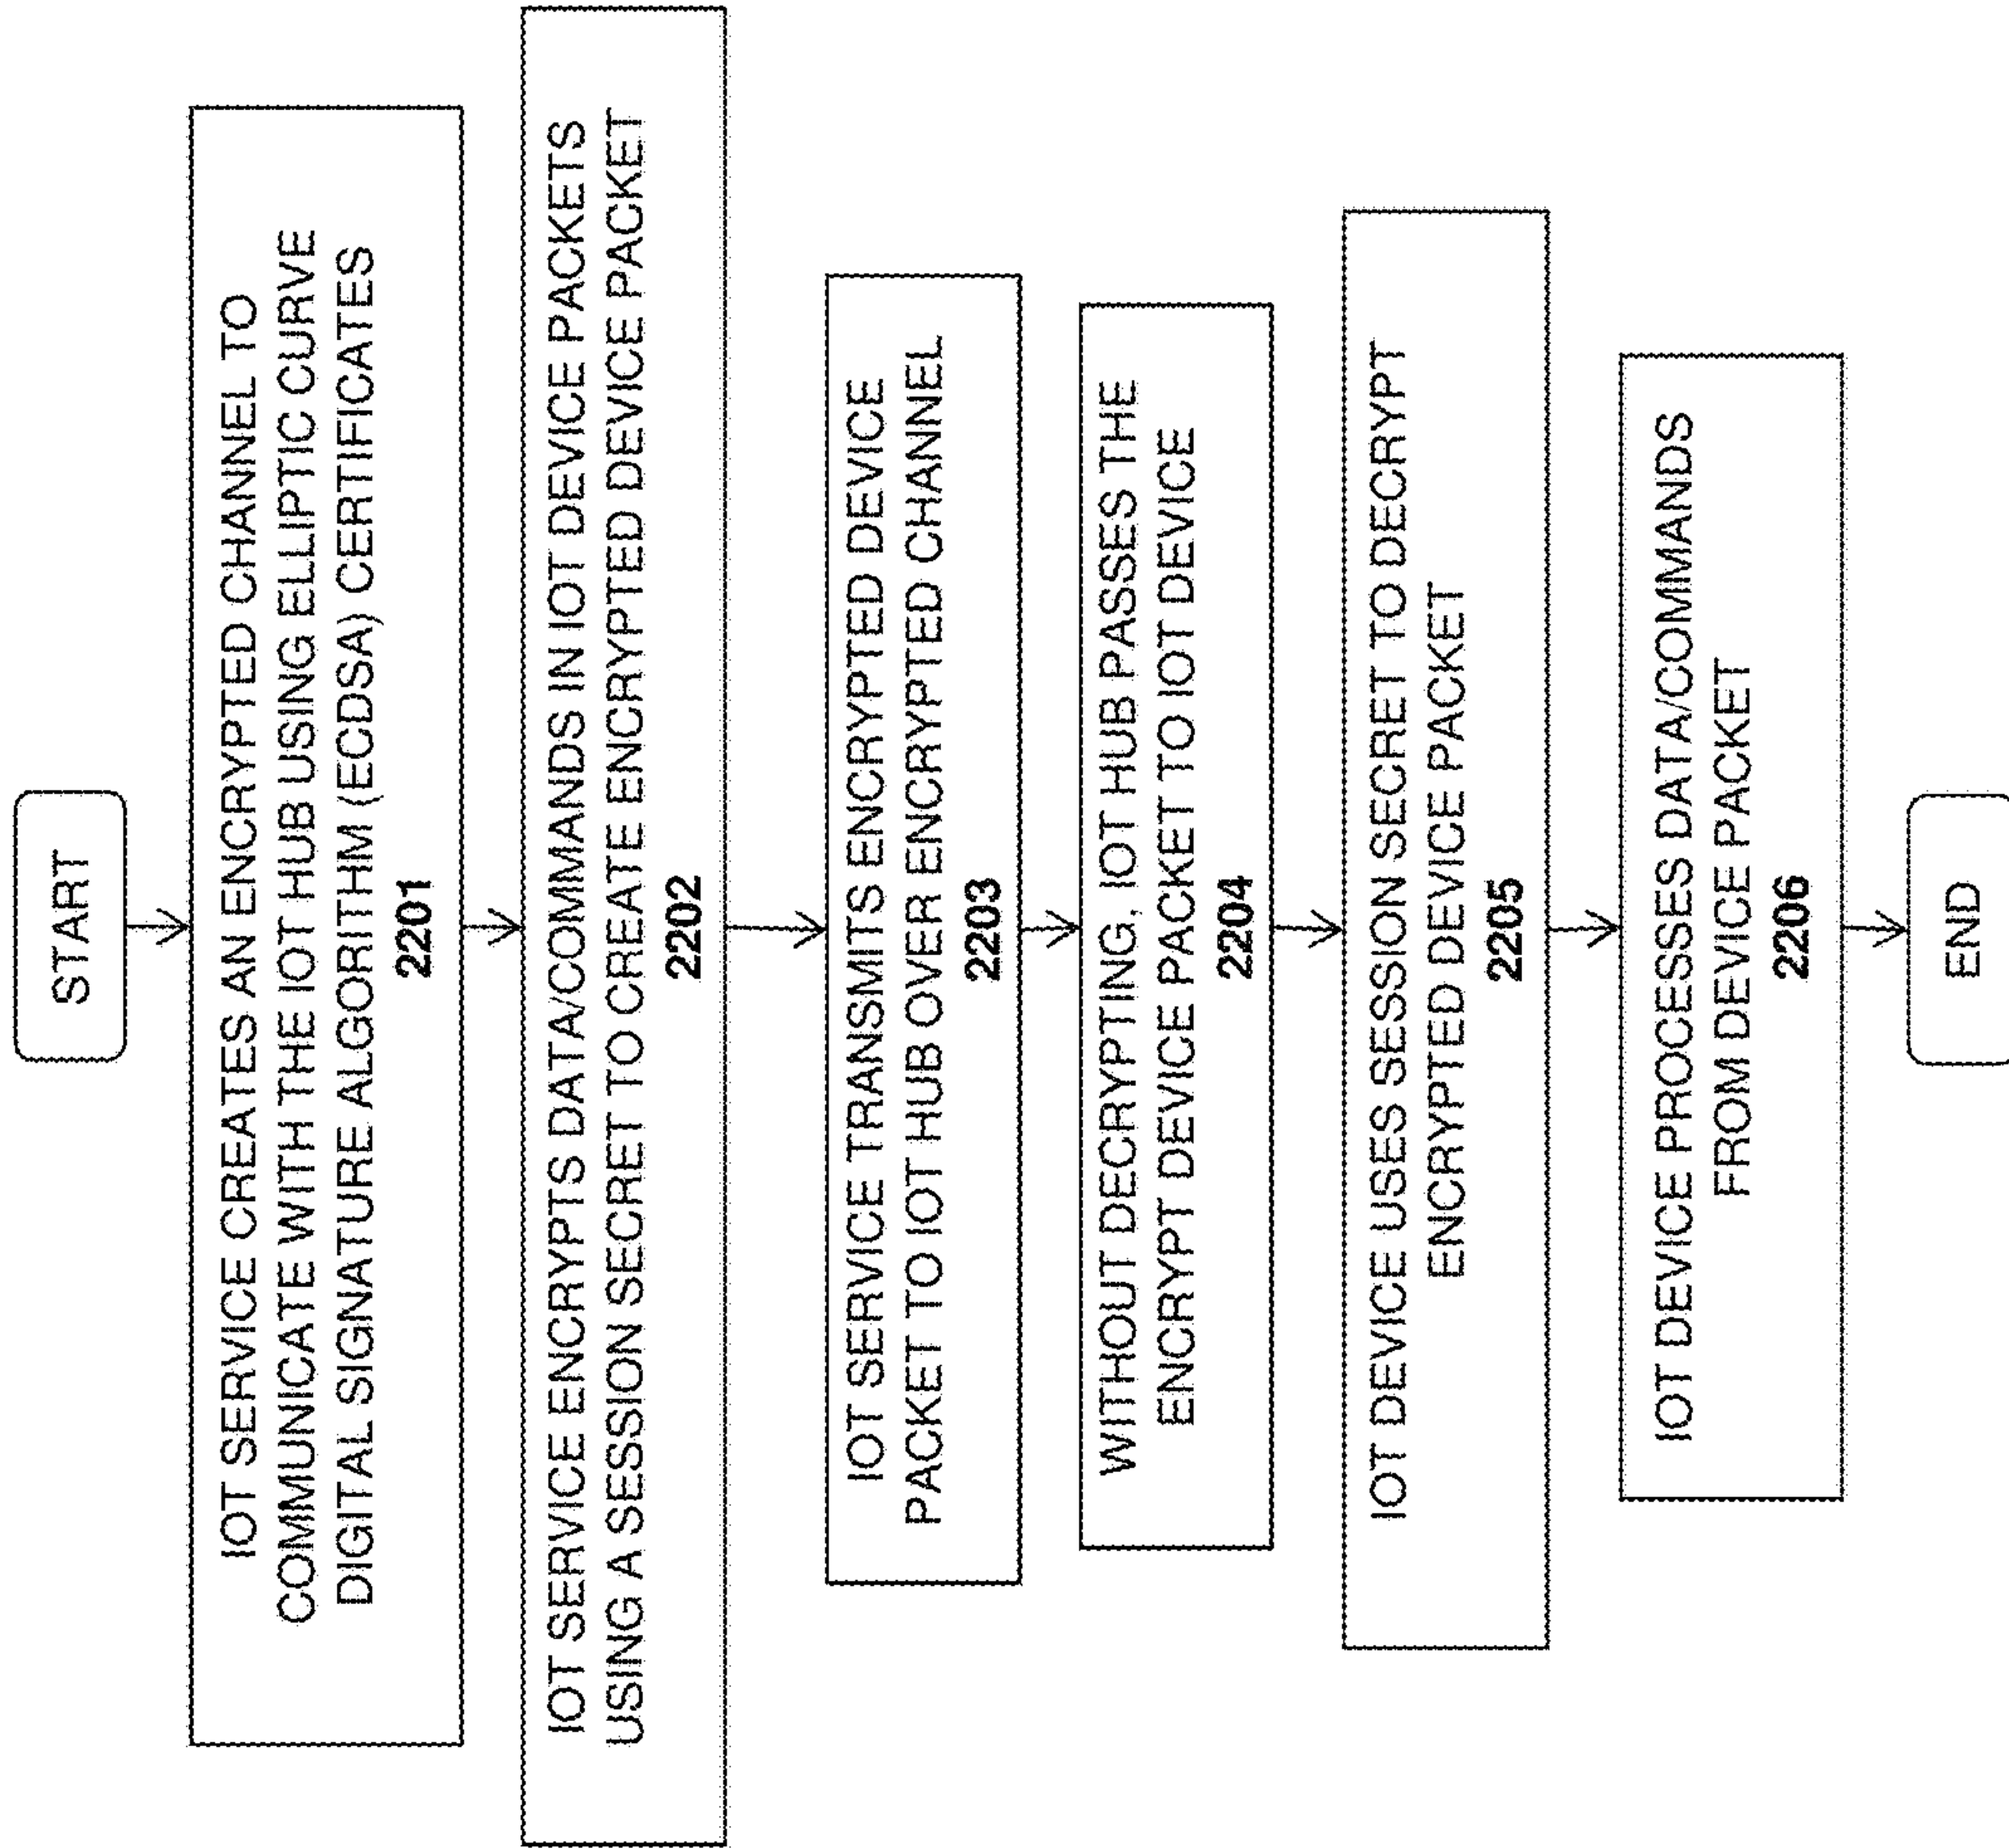 START
IOT SERVICE CREATES AN ENCRYPTED CHANNEL TO
COMMUNICATE WITH THE IOT HUB USING ELLIPTIC CURVE
DIGITAL SIGNATURE ALGORITHM (ECDSA) CERTIFICATES
2201
IOT SERVICE ENCRYPTS DATA/COMMANDS IN IOT DEVICE PACKETS
USING A SESSION SECRET TO CREATE ENCRYPTED DEVICE PACKET
2202
IOT SERVICE TRANSMITS ENCRYPTED DEVICE
PACKET TO IOT HUB OVER ENCRYPTED CHANNEL
2203
WITHOUT DECRYPTING, IOT HUB PASSES THE
ENCRYPT DEVICE PACKET TO IOT DEVICE
2204
IOT DEVICE USES SESSION SECRET TO DECRYPT
ENCRYPTED DEVICE PACKET
2205
IOT DEVICE PROCESSES DATA/COMMANDS
FROM DEVICE PACKET
2206
END